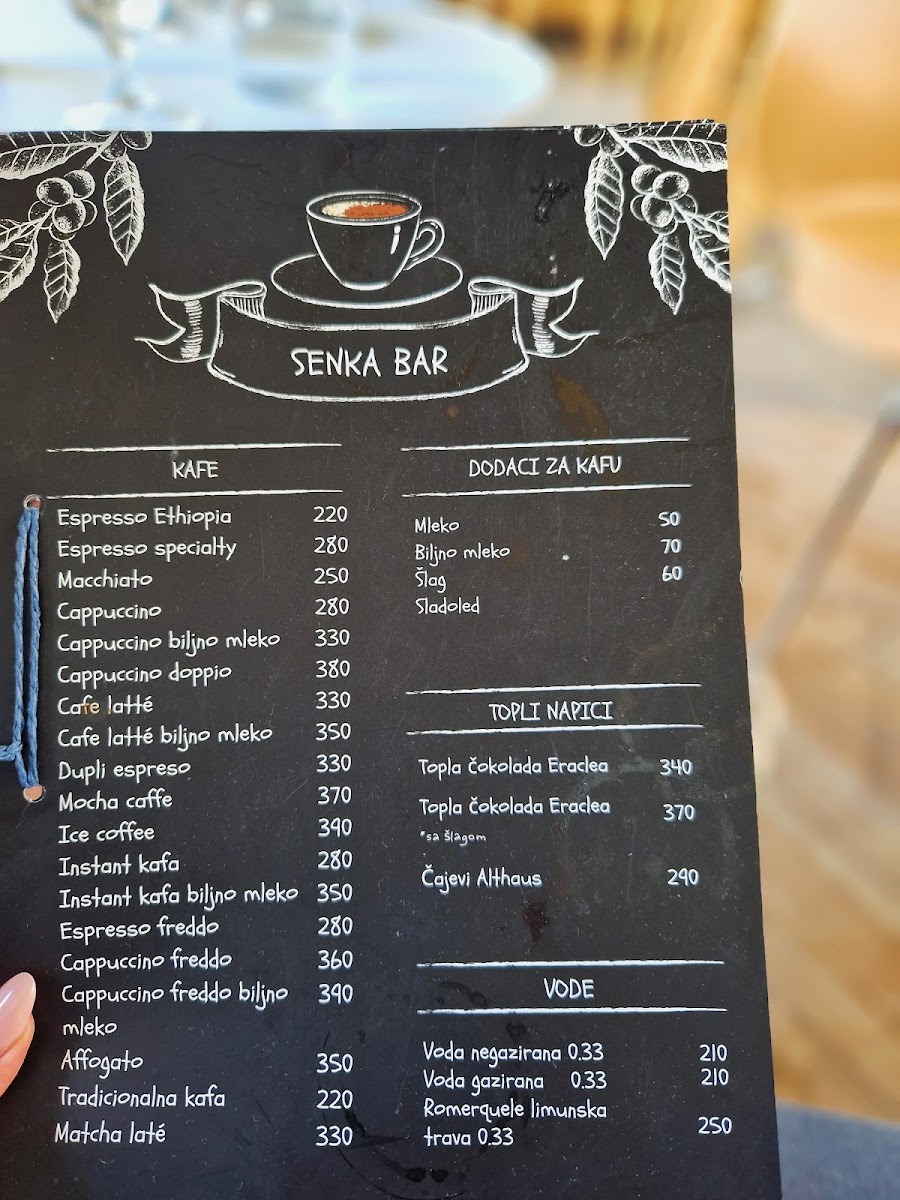 SENKA BAR
KAFE
Espresso Ethiopia 220
Espresso specialty 280
Macchiato 250
Cappuccino 280
Cappuccino biljno mleko 330
Cappuccino doppio 380
Cafe latté 330
Cafe latté biljno mleko 350
Dupli espreso 330
Mocha caffe 370
Ice coffee 390
Instant kafa 280
Instant kafa biljno mleko 350
Espresso freddo 280
Cappuccino freddo 360
Cappuccino freddo biljno 390
mleko
Affogato 350
Tradicionalna kafa 220
Matcha laté 330
DODACI ZA KAFU
Mleko 50
Biljno mleko 70
Šlag 60
Sladoled
TOPLI NAPICI
Topla čokolada Eraclea 340
Topla čokolada Eraclea 370
*sa šlagom
Čajevi Althaus 290
VODE
Voda negazirana 0.33 210
Voda gazirana 0.33 210
Romerquele limunska
trava 0.33 250